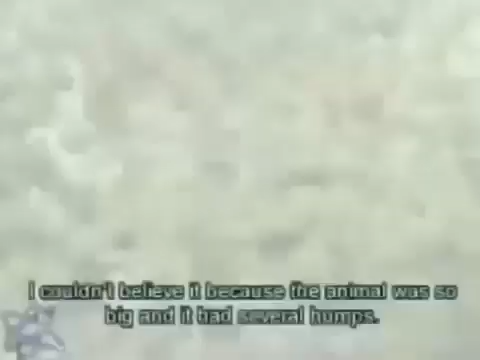 I couldn't believe it because the animal was so
big and it had several humps.